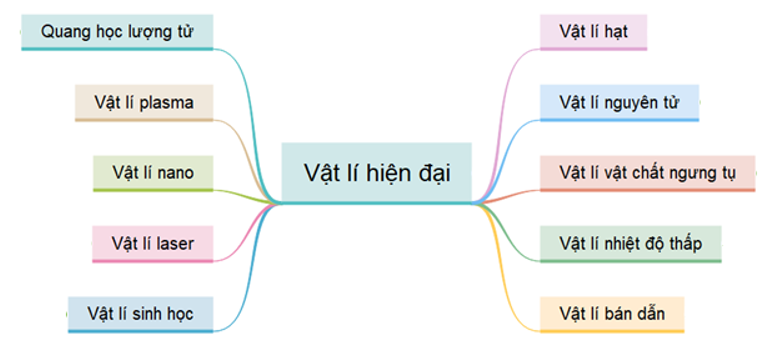 Quang học lượng tử
Vật lí hạt
Vật lí plasma
Vật lí nguyên tử
Vật lí nano
Vật lí hiện đại
Vật lí vật chất ngưng tụ
Vật lí laser
Vật lí nhiệt độ thấp
Vật lí sinh học
Vật lí bán dẫn